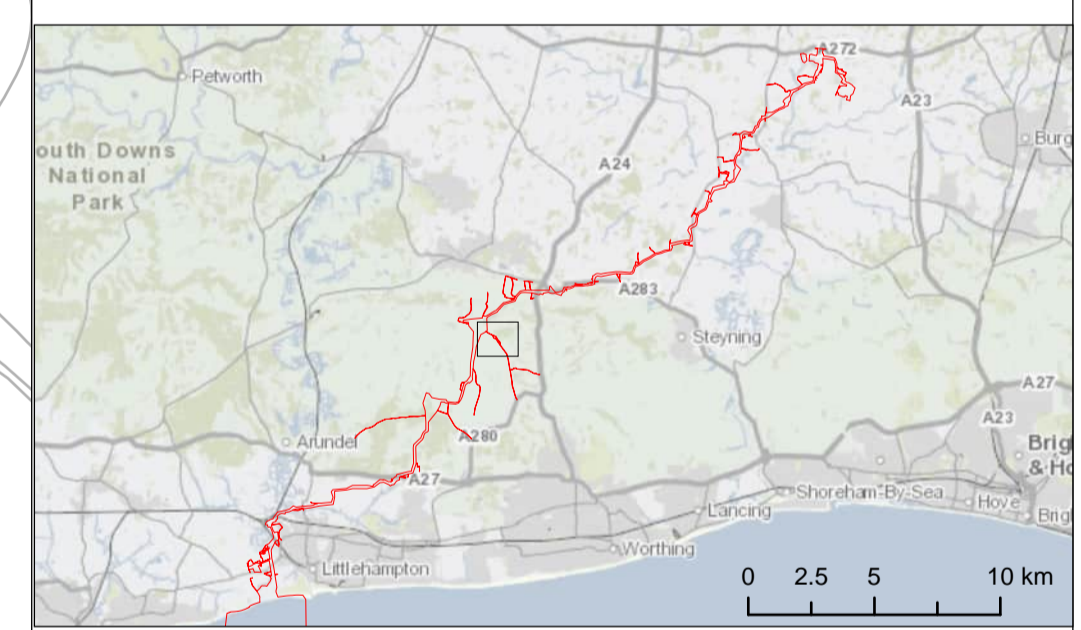 A272
Petworth
A23
Burg
outh Downs
National
Park
A24
A283
Steyning
A27
A23
Arundel
A280
Brig
& Ho
A27
Shoreham-By-Sea
Hove
Brig
Lancing
Worthing
Littlehampton
0 2.5 5 10 km